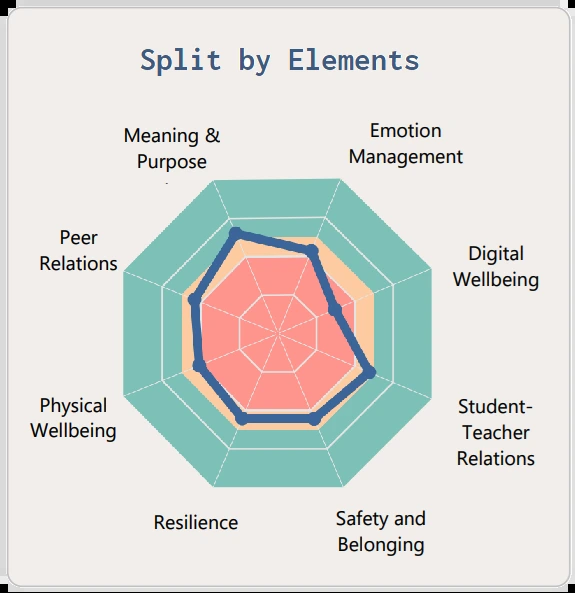 Split by Elements
Emotion
Management
Meaning &
Purpose
Peer
Relations
Digital
Wellbeing
Physical
Wellbeing
Student-
Teacher
Relations
Resilience
Safety and
Belonging